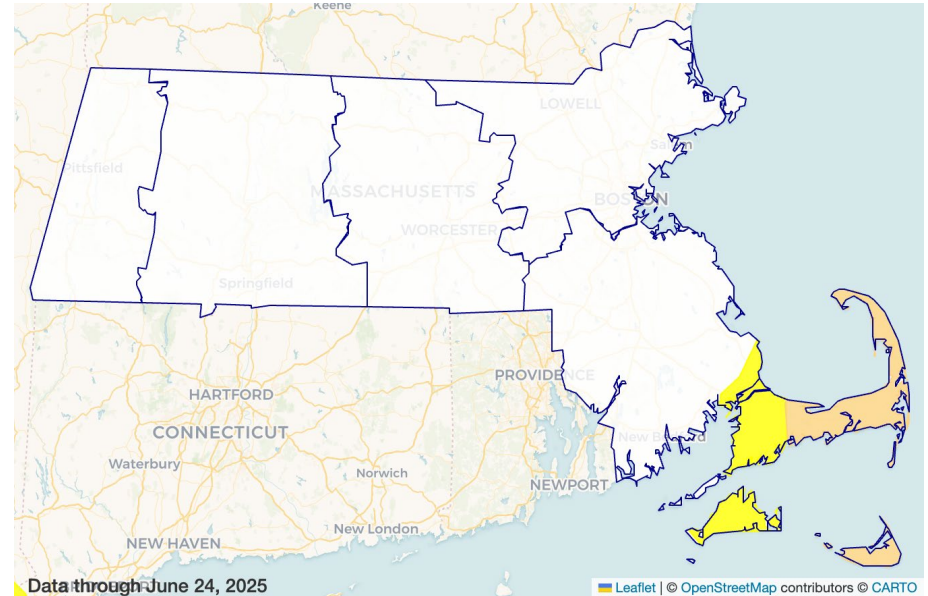 Keene
LOWELL
Salem
Pittsfield
MASSACHUSETTS
BOSTON
WORCESTER
Springfield
PROVIDENCE
HARTFORD
CONNECTICUT
New Bedford
Waterbury
Norwich
NEWPORT
New London
NEW HAVEN
Data through June 24, 2025
Leaflet | © OpenStreetMap contributors © CARTO